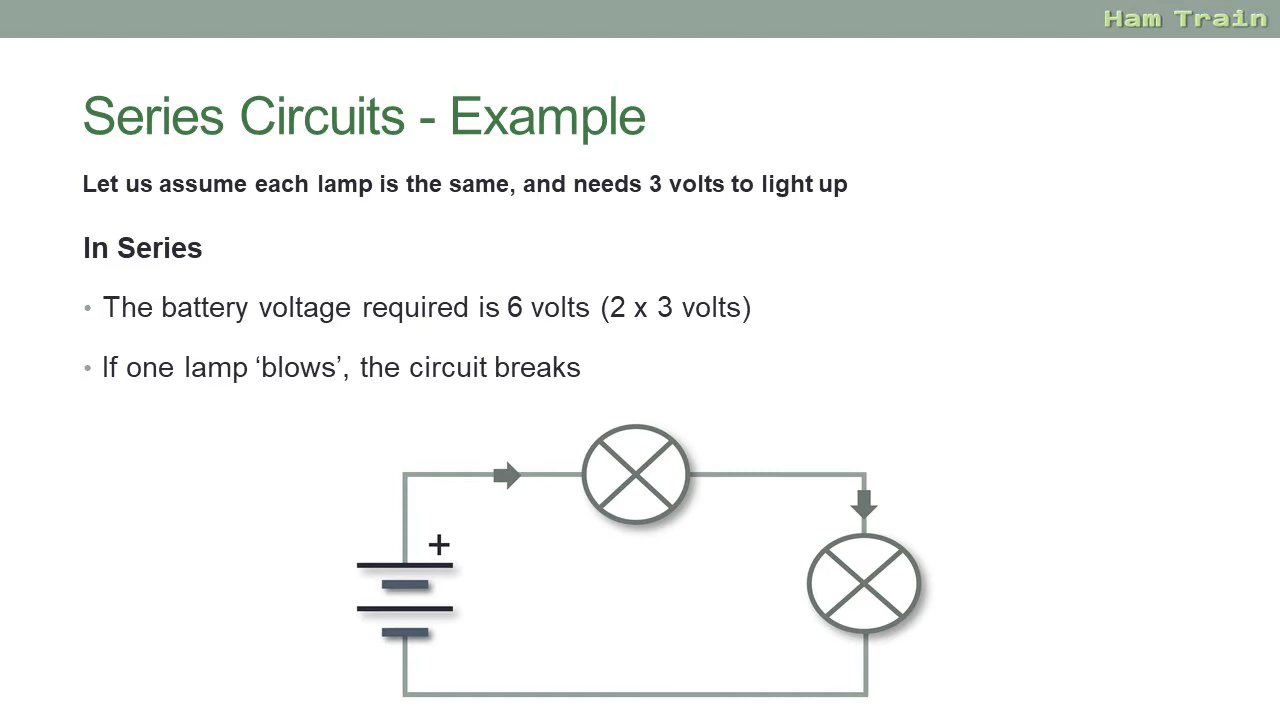 Ham Train
Series Circuits - Example
Let us assume each lamp is the same, and needs 3 volts to light up
In Series
• The battery voltage required is 6 volts (2 x 3 volts)
• If one lamp ‘blows’, the circuit breaks
+